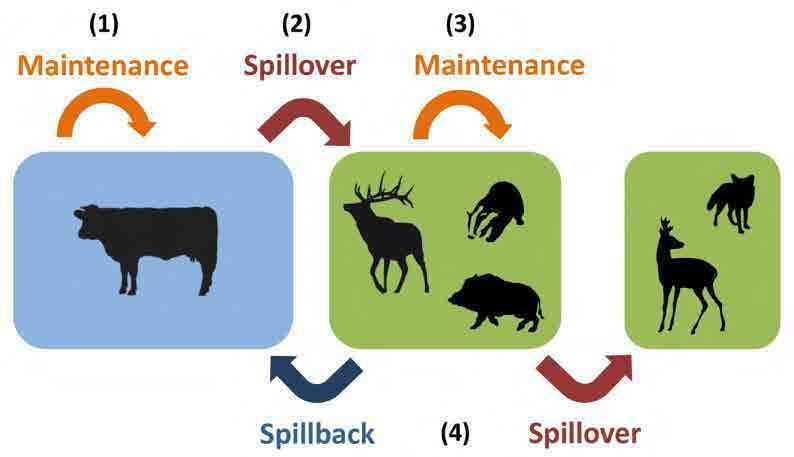 (1) (2) (3)
Maintenance Spillover Maintenance
Spillback (4) Spillover